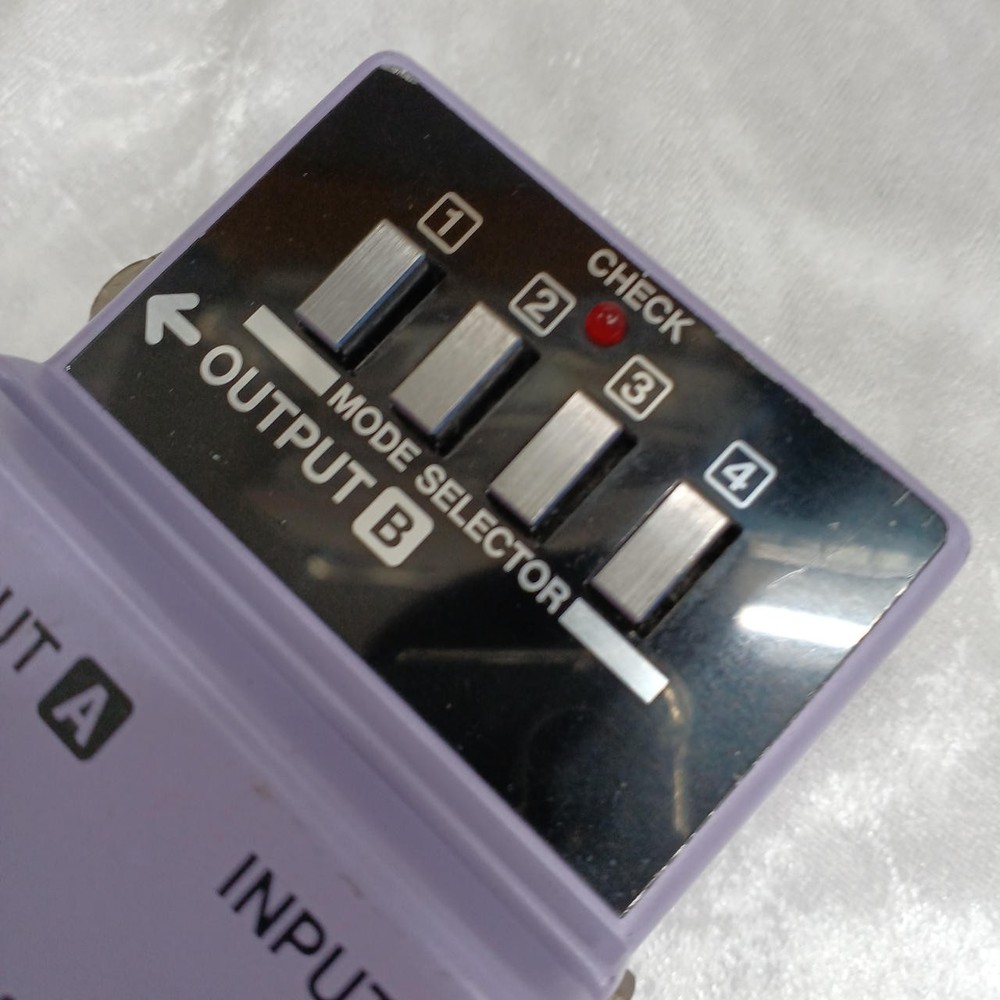 1
CHECK
2
3
4
MODE SELECTOR
OUTPUT B
UT A
INPUT